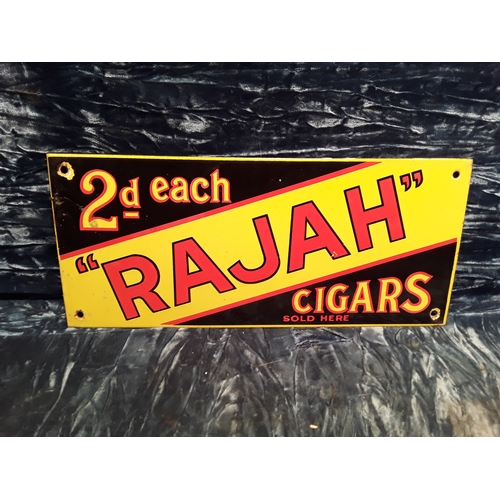 2d each
“RAJAH”
CIGARS
SOLD HERE